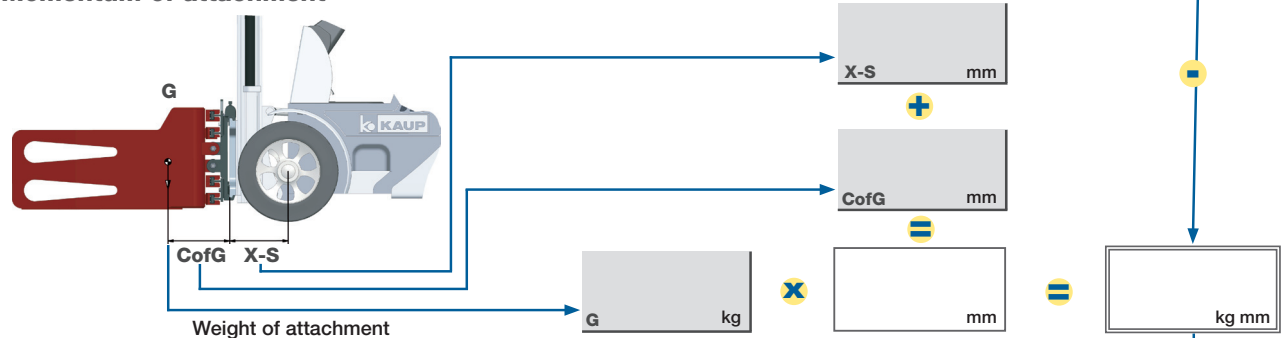 momentum of attachment
X-S mm
-
+
G
KAUP
CofG mm
=
CofG X-S
G kg
x
mm
=
kg mm
Weight of attachment